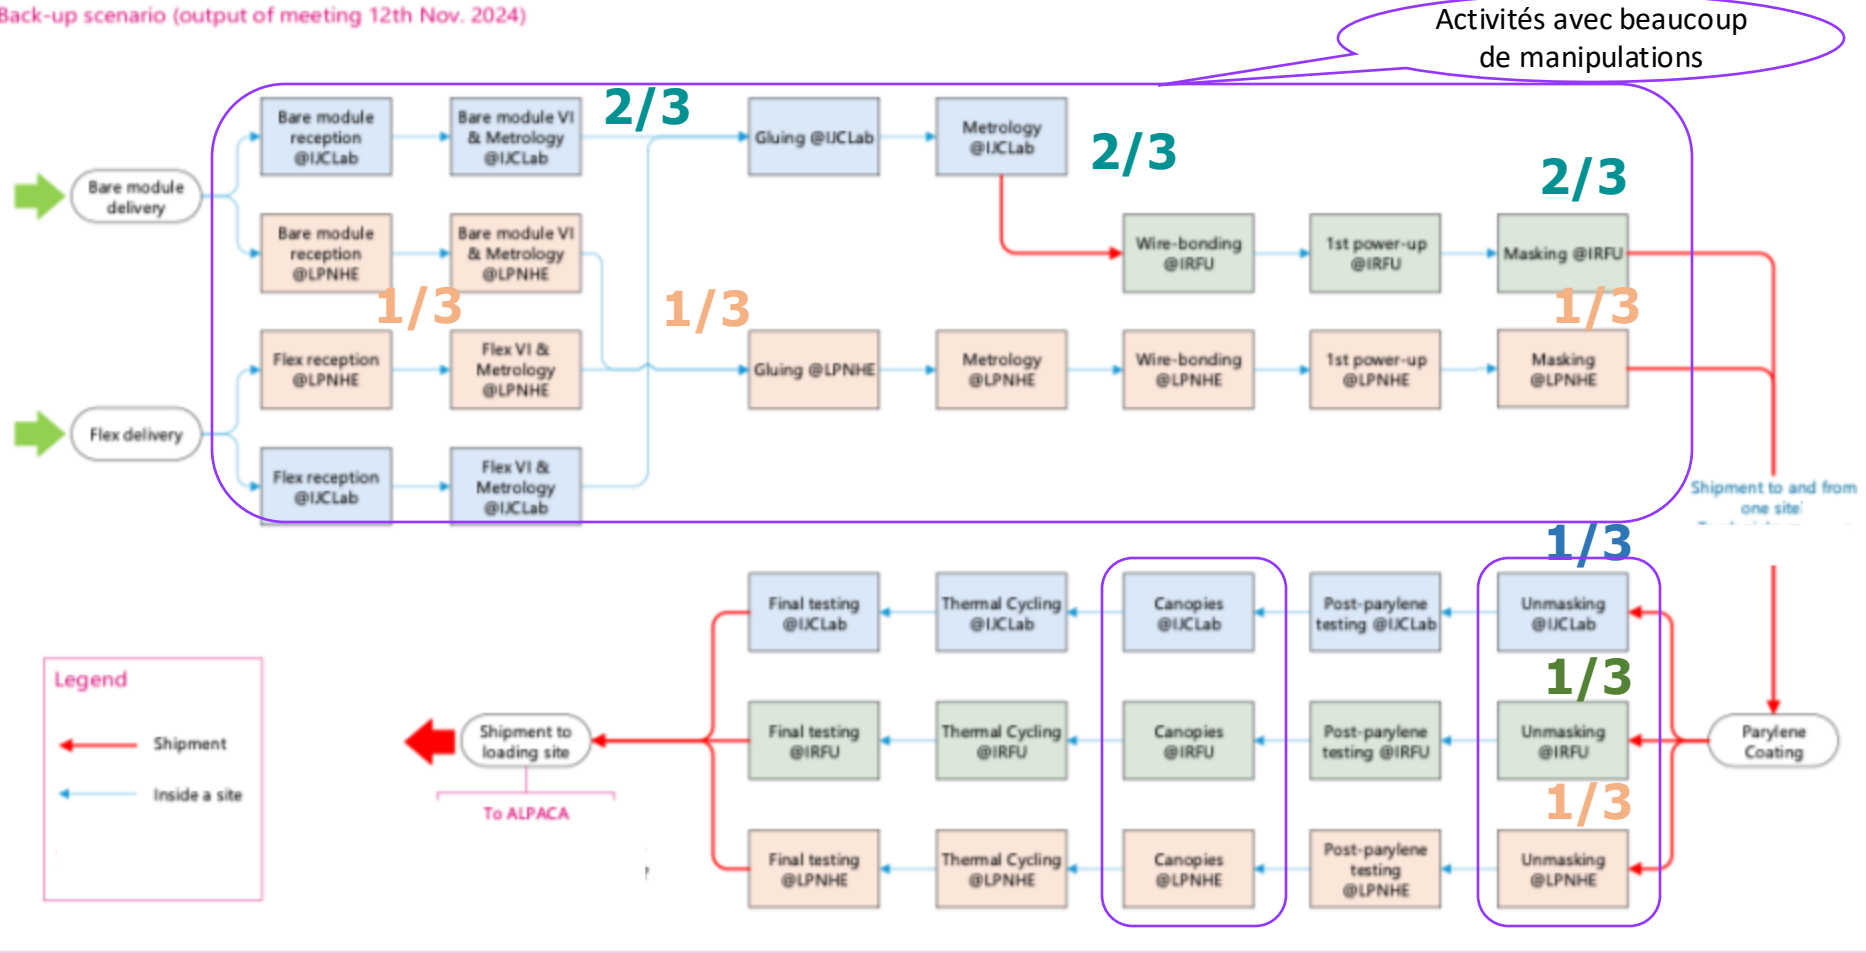 Back-up scenario (output of meeting 12th Nov. 2024)
Activités avec beaucoup
de manipulations
Bare module
delivery
Bare module
reception
@IJCLab
Bare module VI
& Metrology
@IJCLab
2/3
Gluing @IJCLab
Metrology
@IJCLab
2/3
2/3
Bare module
reception
@LPNHE
Bare module VI
& Metrology
@LPNHE
Wire-bonding
@IRFU
1st power-up
@IRFU
Masking @IRFU
1/3
1/3
1/3
Flex delivery
Flex reception
@LPNHE
Flex VI &
Metrology
@LPNHE
Gluing @LPNHE
Metrology
@LPNHE
Wire-bonding
@LPNHE
1st power-up
@LPNHE
Masking
@LPNHE
Flex reception
@IJCLab
Flex VI &
Metrology
@IJCLab
Shipment to and from
one site
1/3
Final testing
@IJCLab
Thermal Cycling
@IJCLab
Canopies
@IJCLab
Post-parylene
testing @IJCLab
Unmasking
@IJCLab
1/3
Legend
Shipment
Inside a site
Shipment to
loading site
To ALPACA
Final testing
@IRFU
Thermal Cycling
@IRFU
Canopies
@IRFU
Post-parylene
testing @IRFU
Unmasking
@IRFU
Parylene
Coating
1/3
Final testing
@LPNHE
Thermal Cycling
@LPNHE
Canopies
@LPNHE
Post-parylene
testing
@LPNHE
Unmasking
@LPNHE